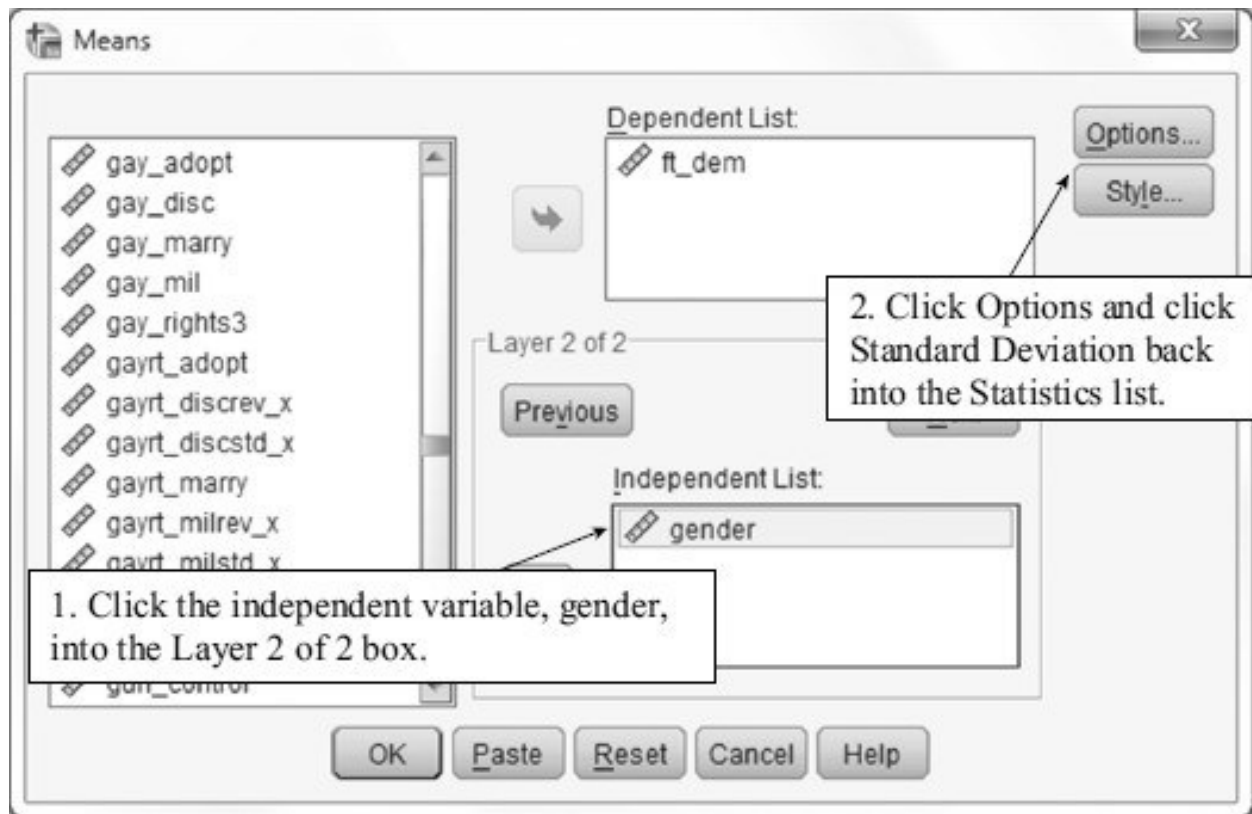 Means
Dependent List:
ft_dem
Options...
Style...
gay_adopt
gay_disc
gay_marry
gay_mil
gay_rights3
gayrt_adopt
gayrt_discrev_x
gayrt_discstd_x
gayrt_marry
gayrt_milrev_x
gayrt_milstd_x
2. Click Options and click
Standard Deviation back
into the Statistics list.
Layer 2 of 2
Previous
Independent List:
gender
1. Click the independent variable, gender,
into the Layer 2 of 2 box.
gun_control
OK
Paste
Reset
Cancel
Help